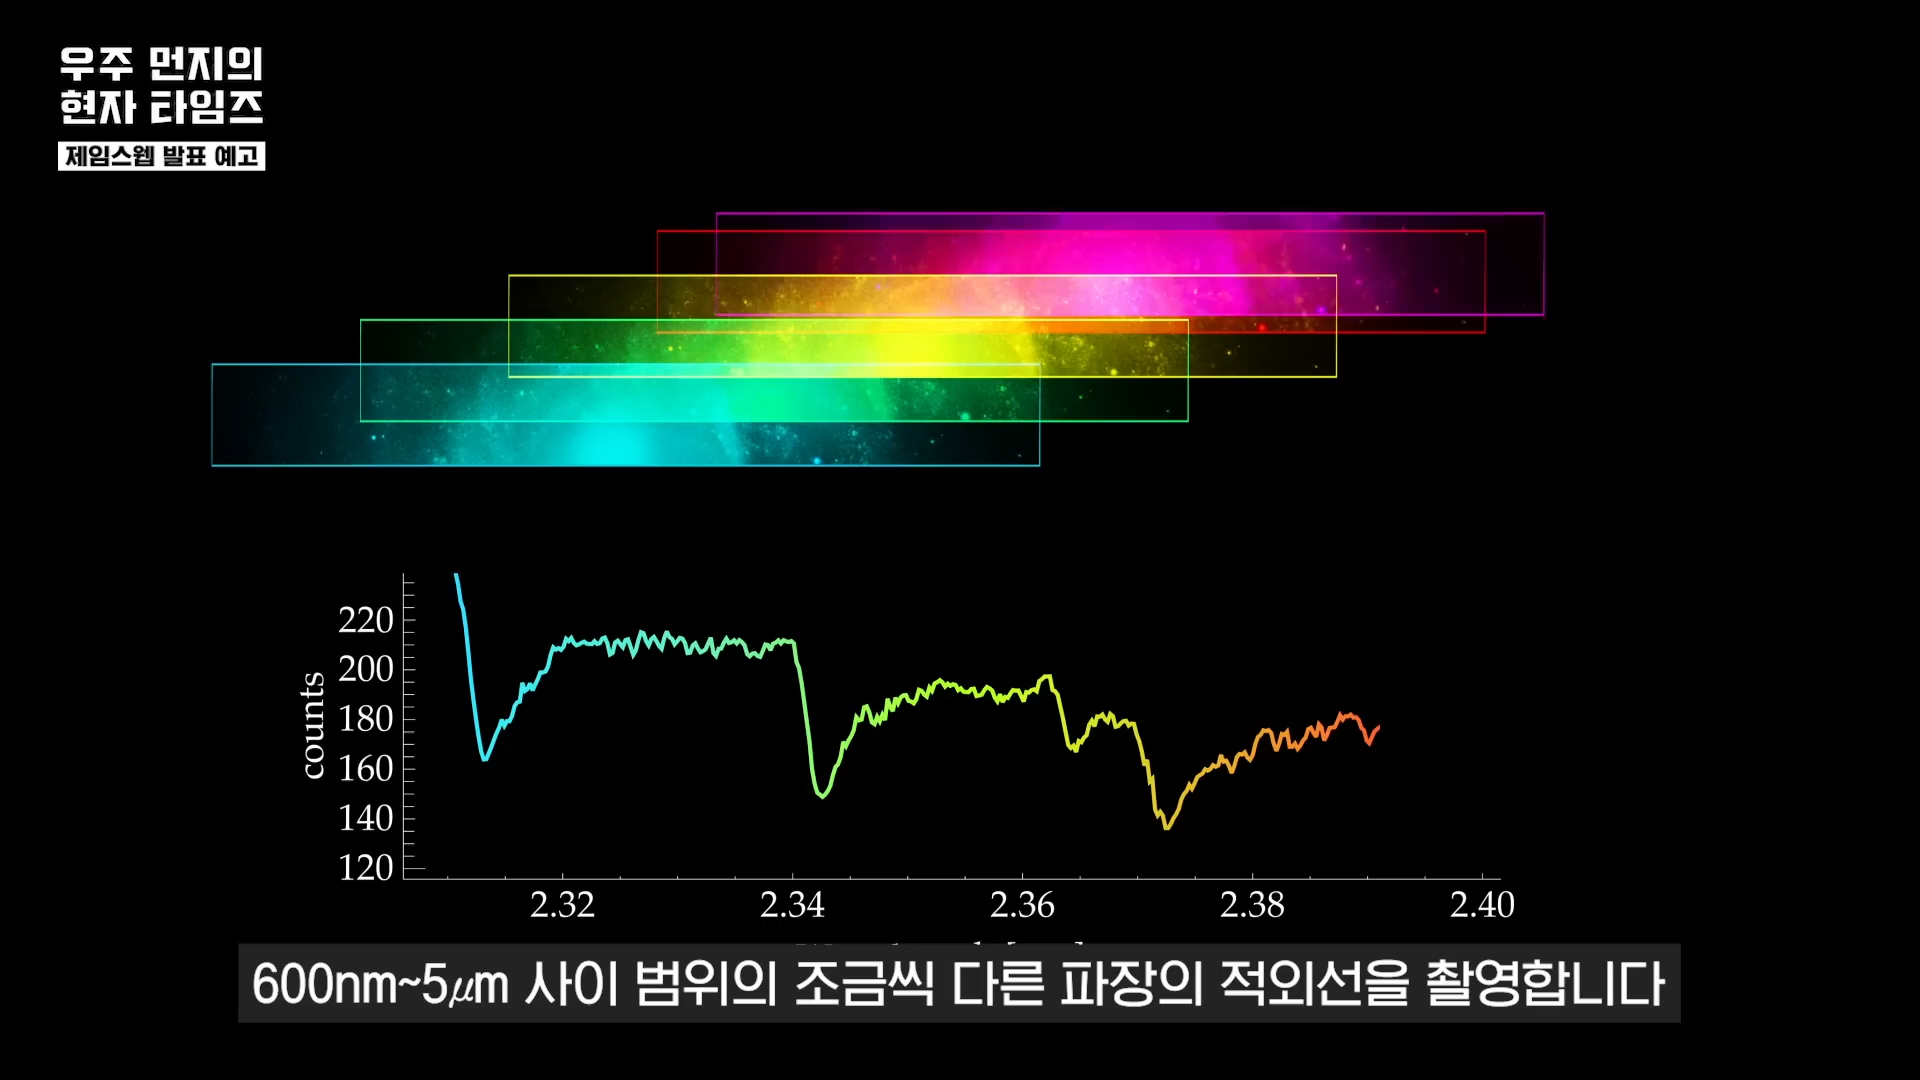 우주 먼지의
현자 타임즈
제임스웹 발표 예고
220
200
180
160
140
120
counts
2.32 2.34 2.36 2.38 2.40
600nm~5μm 사이 범위의 조금씩 다른 파장의 적외선을 촬영합니다